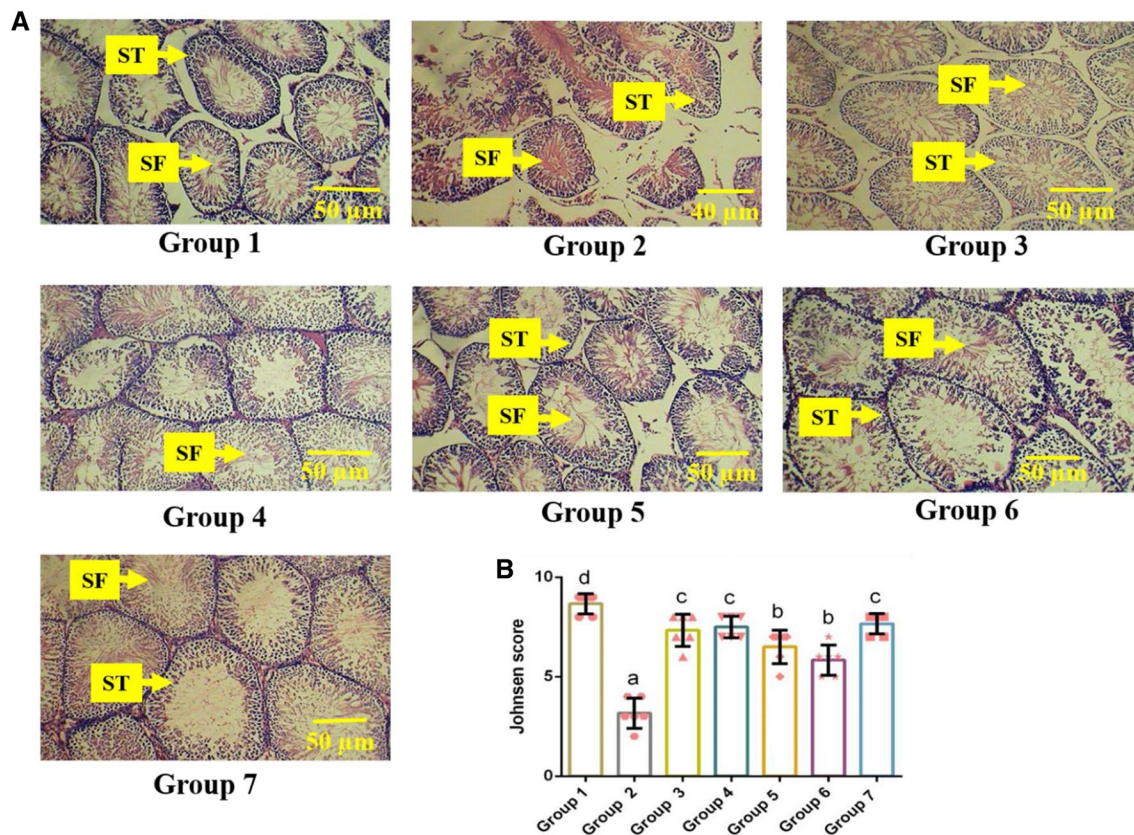 A
ST
SF
50 µm
Group 1
ST
SF
40 µm
Group 2
SF
ST
50 µm
Group 3
SF
50 µm
Group 4
ST
SF
50 µm
Group 5
SF
ST
50 µm
Group 6
SF
ST
50 µm
Group 7
B
10
5
0
Johnsen score
d
a
c
c
b
b
c
Group 1
Group 2
Group 3
Group 4
Group 5
Group 6
Group 7